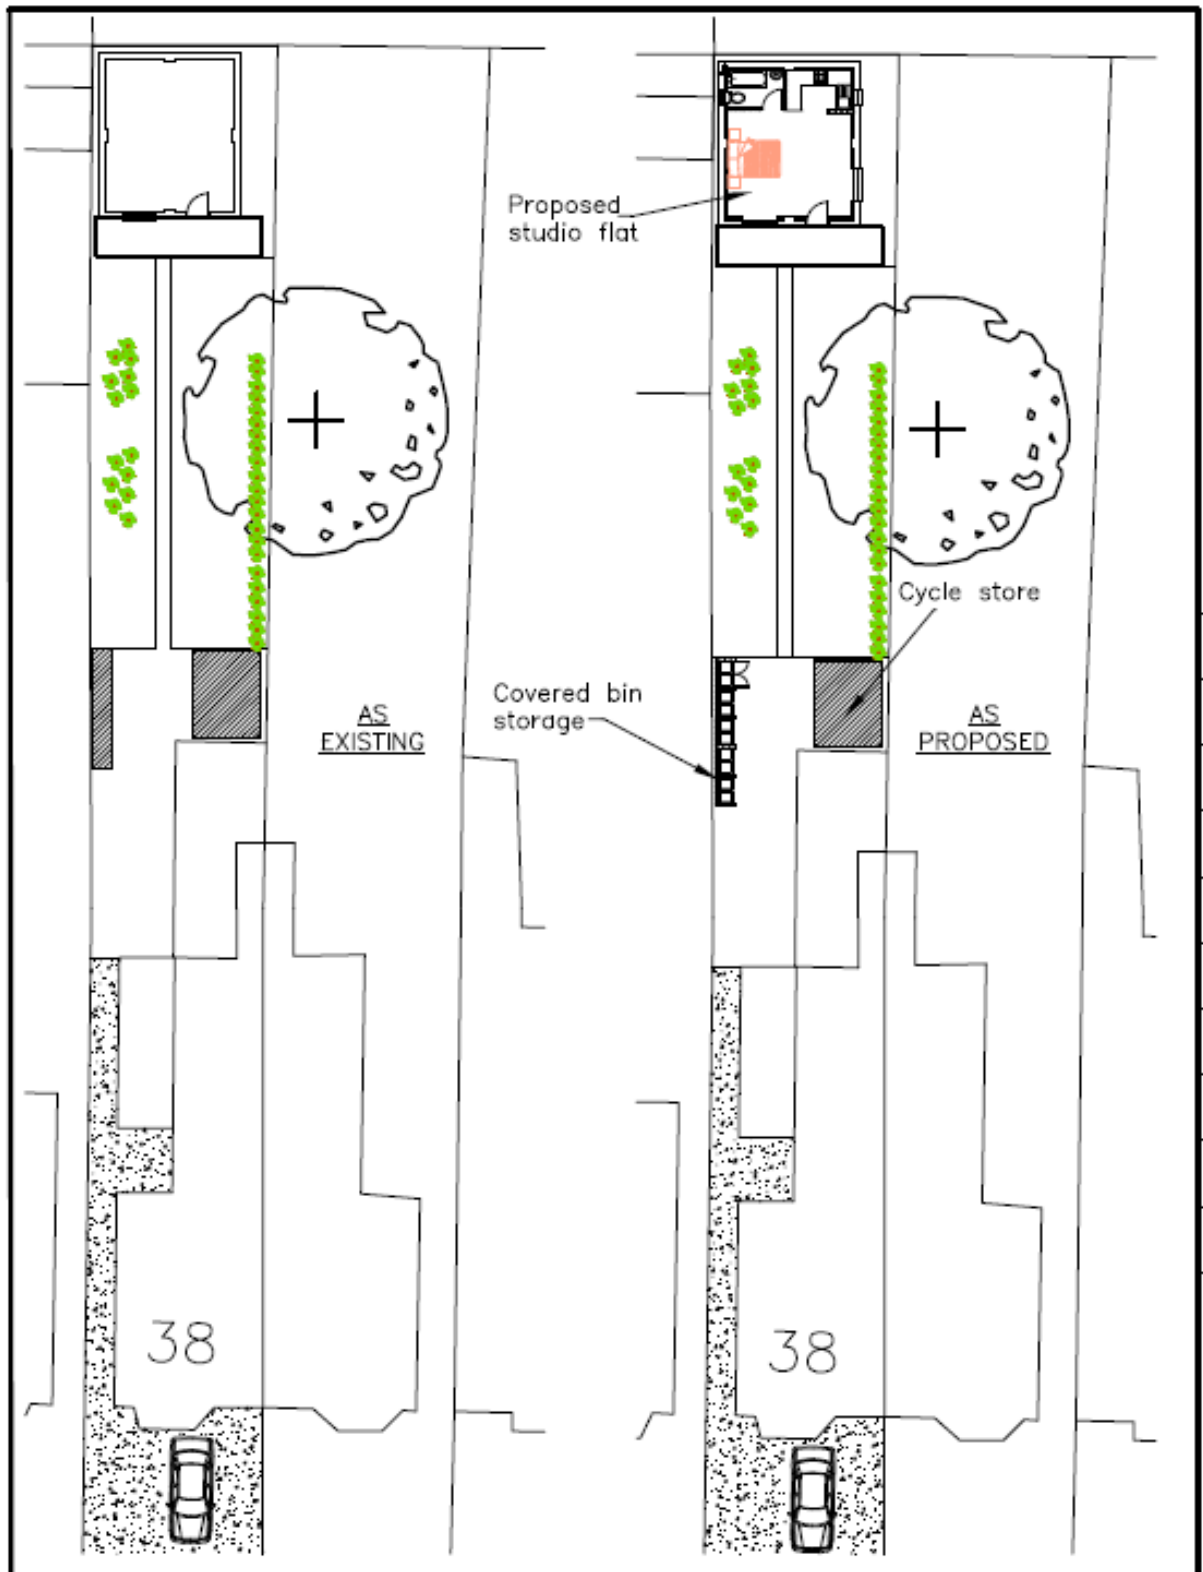 Proposed
studio flat
Cycle store
Covered bin
storage
AS
EXISTING
AS
PROPOSED
38
38